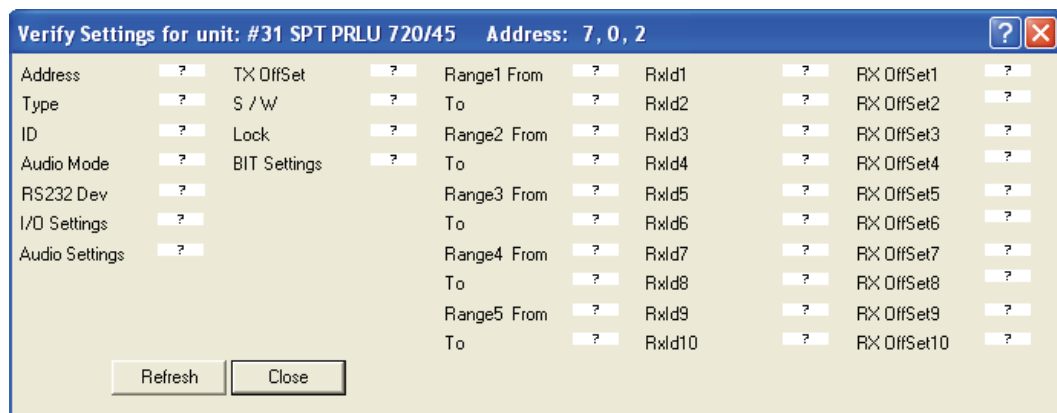 Verify Settings for unit: #31 SPT PRLU 720/45 Address: 7, 0, 2 ?
Address ? TX OffSet ? Range1 From ? RxId1 ? RX OffSet1 ?
Type ? S / W ? To ? RxId2 ? RX OffSet2 ?
ID ? Lock ? Range2 From ? RxId3 ? RX OffSet3 ?
Audio Mode ? BIT Settings ? To ? RxId4 ? RX OffSet4 ?
RS232 Dev ? Range3 From ? RxId5 ? RX OffSet5 ?
I/O Settings ? To ? RxId6 ? RX OffSet6 ?
Audio Settings ? Range4 From ? RxId7 ? RX OffSet7 ?
To ? RxId8 ? RX OffSet8 ?
Range5 From ? RxId9 ? RX OffSet9 ?
To ? RxId10 ? RX OffSet10 ?
Refresh Close